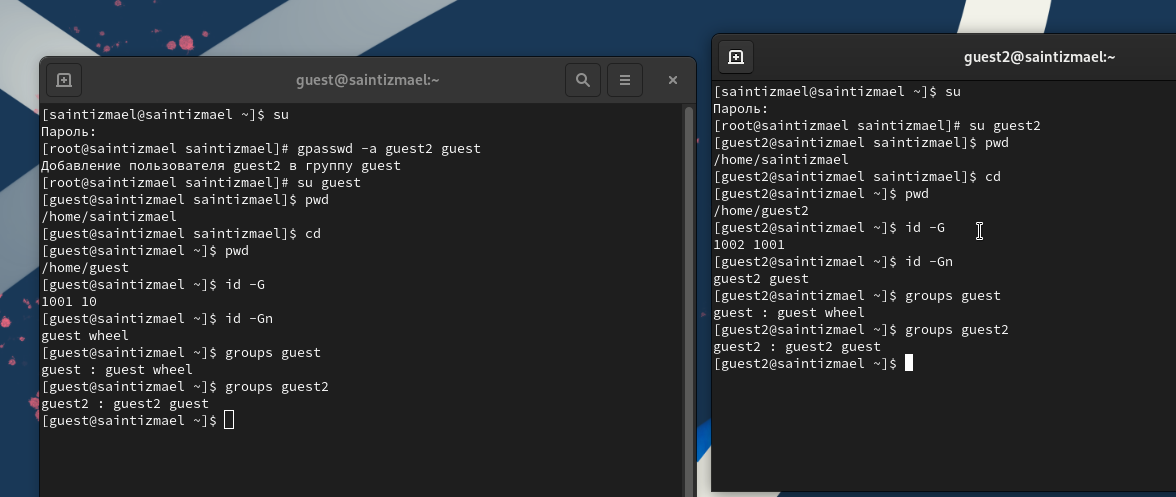 guest@saintizmael:~
[saintizmael@saintizmael ~]$ su
Пароль:
[root@saintizmael saintizmael]# gpasswd -a guest2 guest
Добавление пользователя guest2 в группу guest
[root@saintizmael saintizmael]# su guest
[guest@saintizmael saintizmael]$ pwd
/home/saintizmael
[guest@saintizmael saintizmael]$ cd
[guest@saintizmael ~]$ pwd
/home/guest
[guest@saintizmael ~]$ id -G
1001 10
[guest@saintizmael ~]$ id -Gn
guest wheel
[guest@saintizmael ~]$ groups guest
guest : guest wheel
[guest@saintizmael ~]$ groups guest2
guest2 : guest2 guest
[guest@saintizmael ~]$
guest2@saintizmael:~
[saintizmael@saintizmael ~]$ su
Пароль:
[root@saintizmael saintizmael]# su guest2
[guest2@saintizmael saintizmael]$ pwd
/home/saintizmael
[guest2@saintizmael saintizmael]$ cd
[guest2@saintizmael ~]$ pwd
/home/guest2
[guest2@saintizmael ~]$ id -G
1002 1001
[guest2@saintizmael ~]$ id -Gn
guest2 guest
[guest2@saintizmael ~]$ groups guest
guest : guest wheel
[guest2@saintizmael ~]$ groups guest2
guest2 : guest2 guest
[guest2@saintizmael ~]$